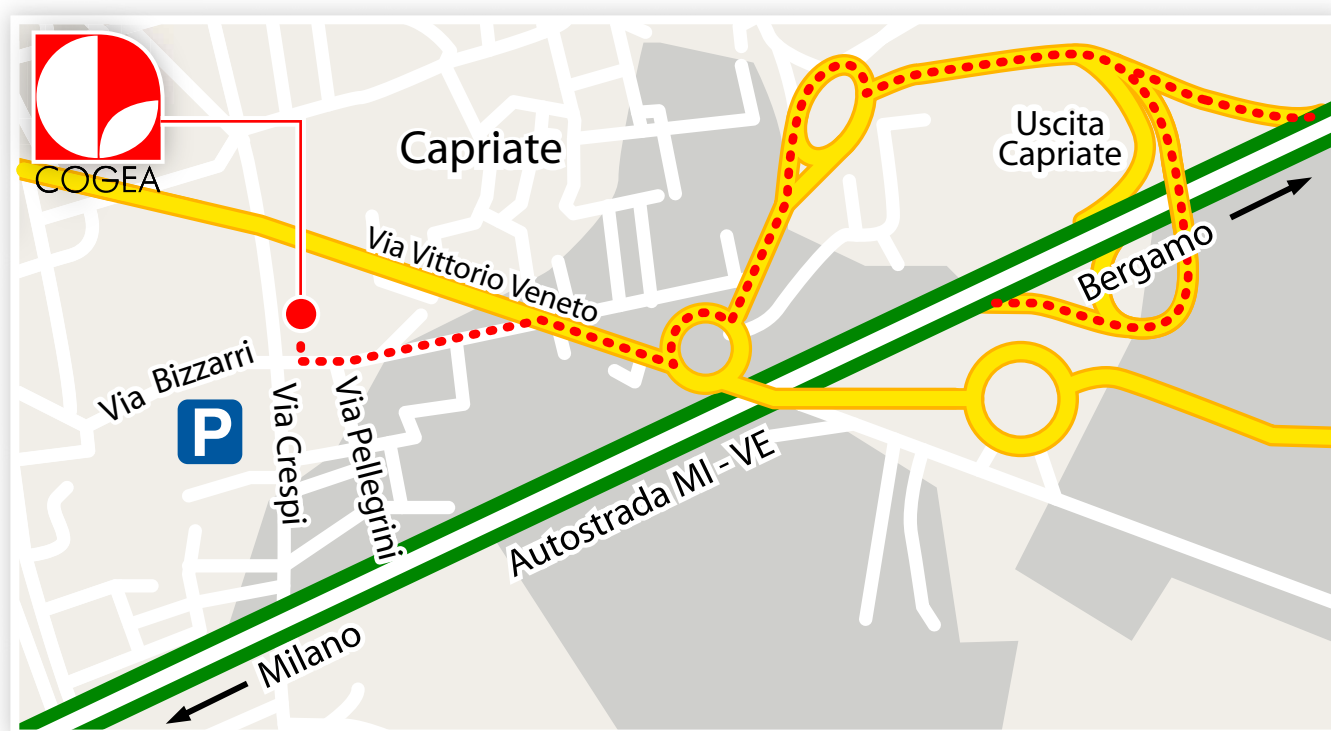 COGEA
Capriate
Uscita
Capriate
Via Vittorio Veneto
Bergamo
Via Bizzarri
P
Via Crespi
Via Pellegrini
Autostrada MI - VE
Milano